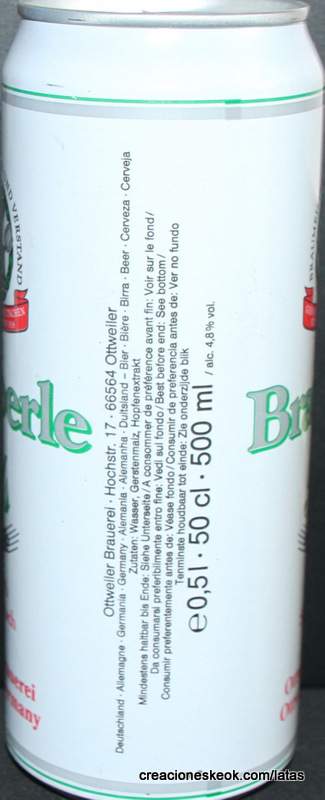 VERSTAND
BRAUMEI
erle
Bra
Ottweiler Brauerei · Hochstr. 17 · 66564 Ottweiler
Deutschland · Allemagne · Germania · Germany · Alemania · Alemanha · Duitsland – Bier · Bière · Birra · Beer · Cerveza · Cerveja
Zutaten: Wasser, Gerstenmalz, Hopfenextrakt
Mindestens haltbar bis Ende: Siehe Unterseite / A consommer de préférence avant fin: Voir sur le fond /
Da consumarsi preferibilmente entro fine: Vedi sul fondo / Best before end: See bottom /
Consumir preferentemente antes de: Véase fondo / Consumir de preferencia antes de: Ver no fundo
Tenminste houdbaar tot einde: Zie onderzijde blik
e 0,5 l · 50 cl · 500 ml / alc. 4,8 % vol.
erei
many
creacioneskeok.com/latas